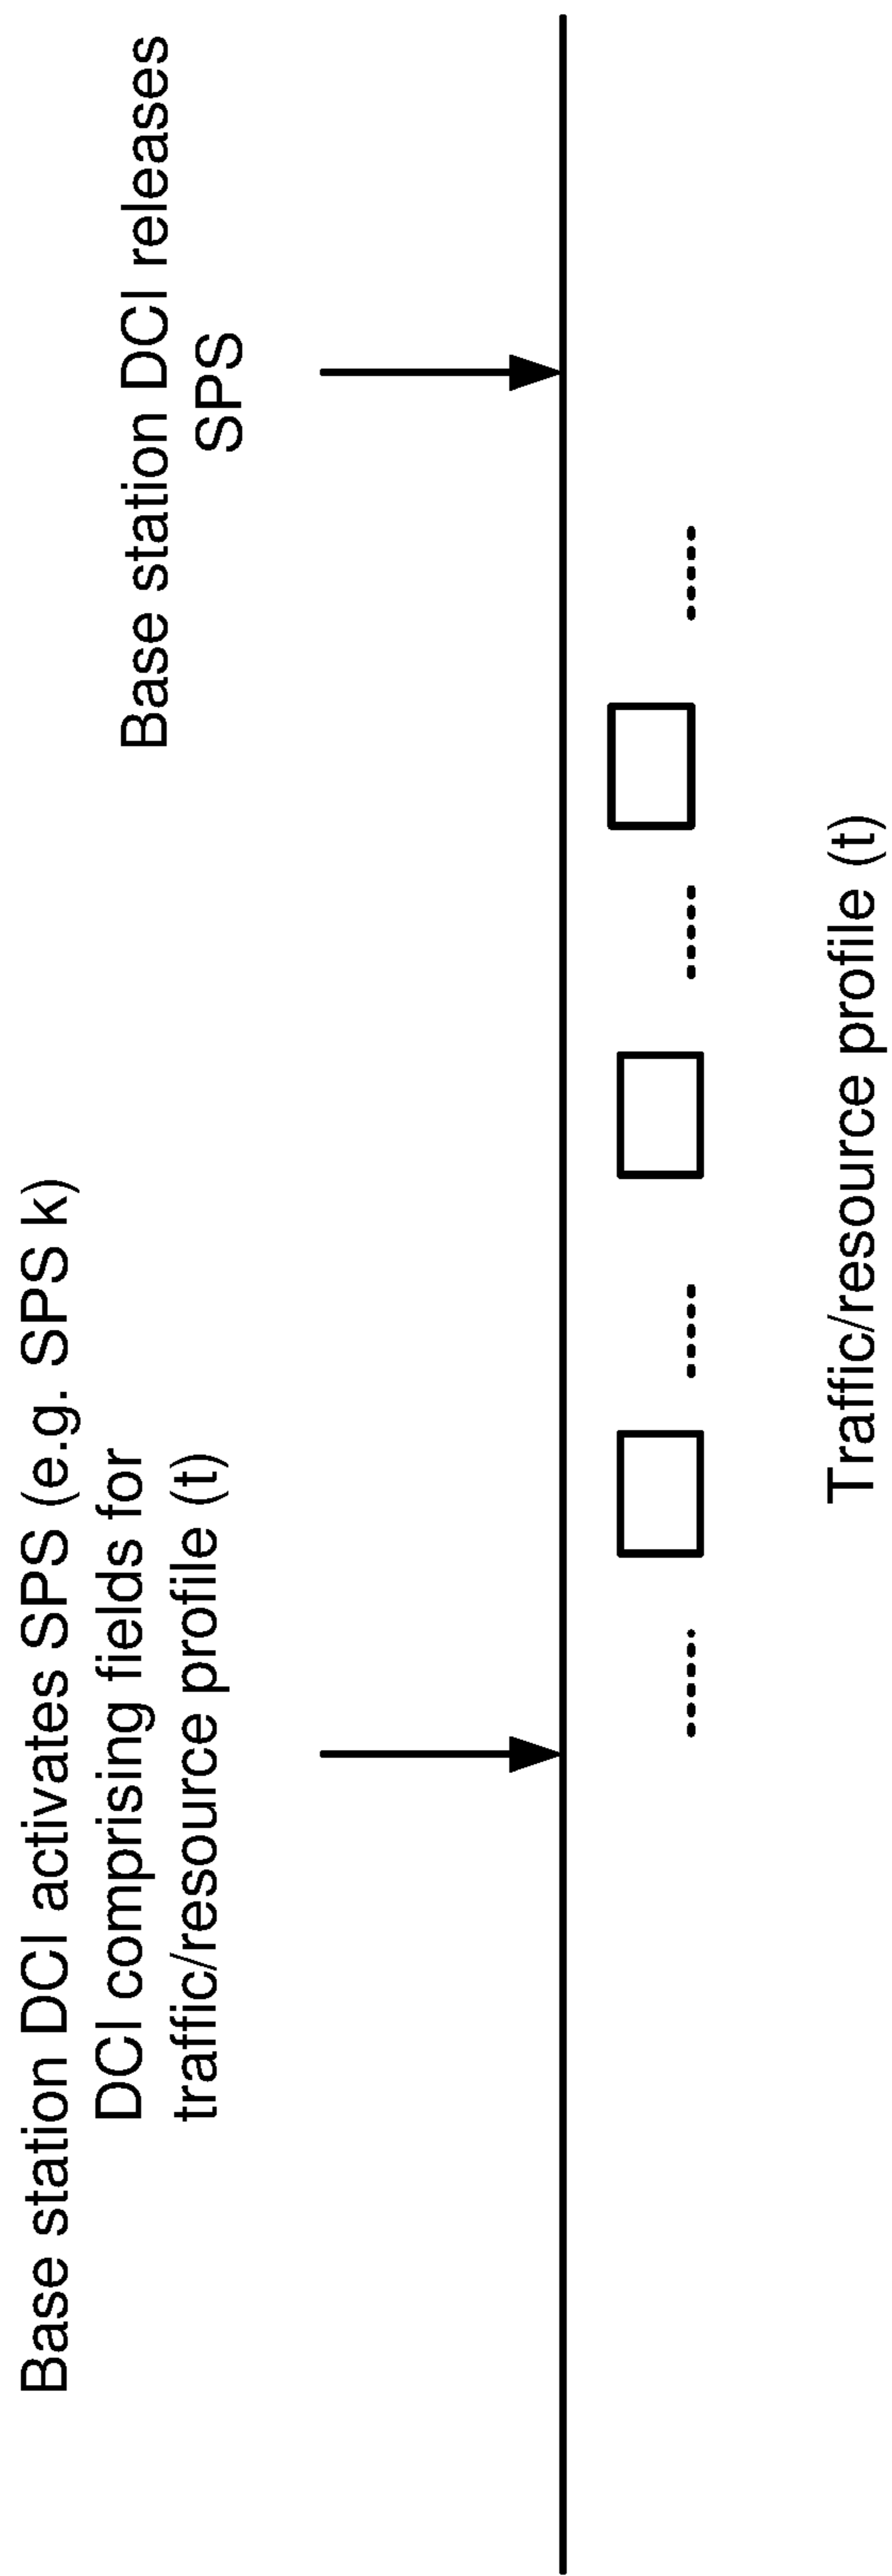 Base station DCI activates SPS (e.g. SPS k)
DCI comprising fields for
traffic/resource profile (t)
Base station DCI releases
SPS
Traffic/resource profile (t)